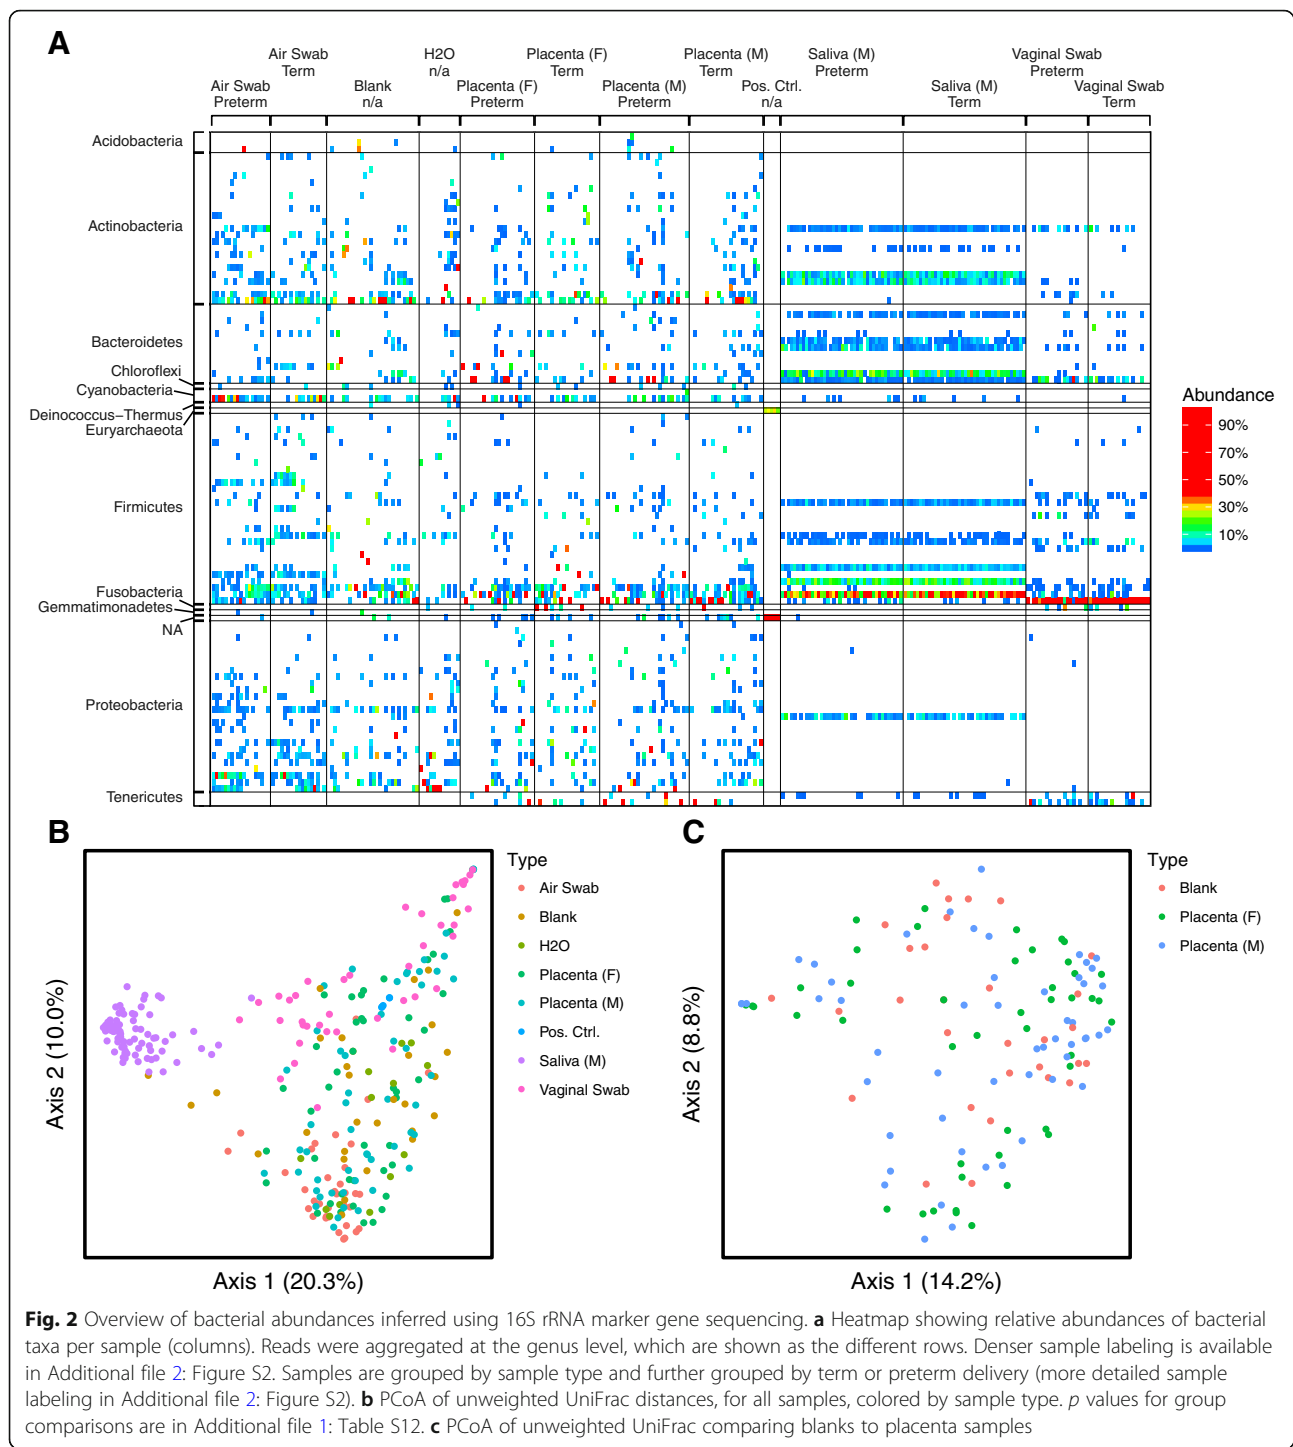 A
Air Swab
Term
H2O
n/a
Placenta (F)
Term
Placenta (M)
Term
Saliva (M)
Preterm
Vaginal Swab
Preterm
Air Swab
Preterm
Blank
n/a
Placenta (F)
Preterm
Placenta (M)
Preterm
Pos. Ctrl.
n/a
Saliva (M)
Term
Vaginal Swab
Term
Acidobacteria
Actinobacteria
Bacteroidetes
Chloroflexi
Cyanobacteria
Deinococcus–Thermus
Euryarchaeota
Firmicutes
Fusobacteria
Gemmatimonadetes
NA
Proteobacteria
Tenericutes
Abundance
90%
70%
50%
30%
10%
B
Axis 2 (10.0%)
Axis 1 (20.3%)
Type
Air Swab
Blank
H2O
Placenta (F)
Placenta (M)
Pos. Ctrl.
Saliva (M)
Vaginal Swab
C
Axis 2 (8.8%)
Axis 1 (14.2%)
Type
Blank
Placenta (F)
Placenta (M)
Fig. 2 Overview of bacterial abundances inferred using 16S rRNA marker gene sequencing. a Heatmap showing relative abundances of bacterial
taxa per sample (columns). Reads were aggregated at the genus level, which are shown as the different rows. Denser sample labeling is available
in Additional file 2: Figure S2. Samples are grouped by sample type and further grouped by term or preterm delivery (more detailed sample
labeling in Additional file 2: Figure S2). b PCoA of unweighted UniFrac distances, for all samples, colored by sample type. p values for group
comparisons are in Additional file 1: Table S12. c PCoA of unweighted UniFrac comparing blanks to placenta samples